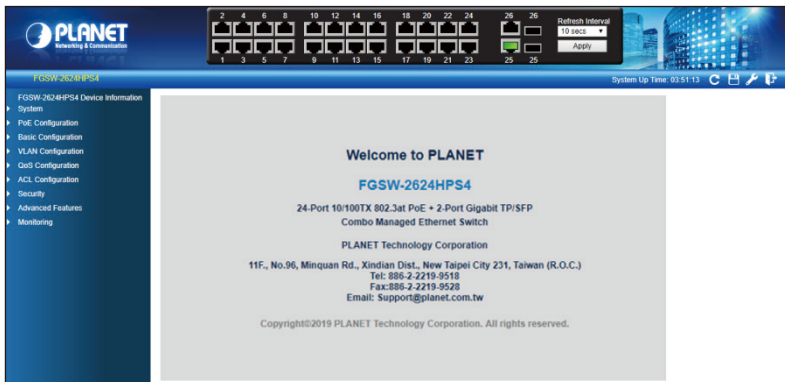 PLANET
Networking & Communication
2 4 6 8 10 12 14 16 18 20 22 24 26 26
1 3 5 7 9 11 13 15 17 19 21 23 25 25
Refresh Interval
10 secs
Apply
FGSW-2624HPS4
System Up Time: 03:51:13
FGSW-2624HPS4 Device Information
System
PoE Configuration
Basic Configuration
VLAN Configuration
QoS Configuration
ACL Configuration
Security
Advanced Features
Monitoring
Welcome to PLANET
FGSW-2624HPS4
24-Port 10/100TX 802.3at PoE + 2-Port Gigabit TP/SFP
Combo Managed Ethernet Switch
PLANET Technology Corporation
11F., No.96, Minquan Rd., Xindian Dist., New Taipei City 231, Taiwan (R.O.C.)
Tel: 886-2-2219-9518
Fax:886-2-2219-9528
Email: Support@planet.com.tw
Copyright©2019 PLANET Technology Corporation. All rights reserved.